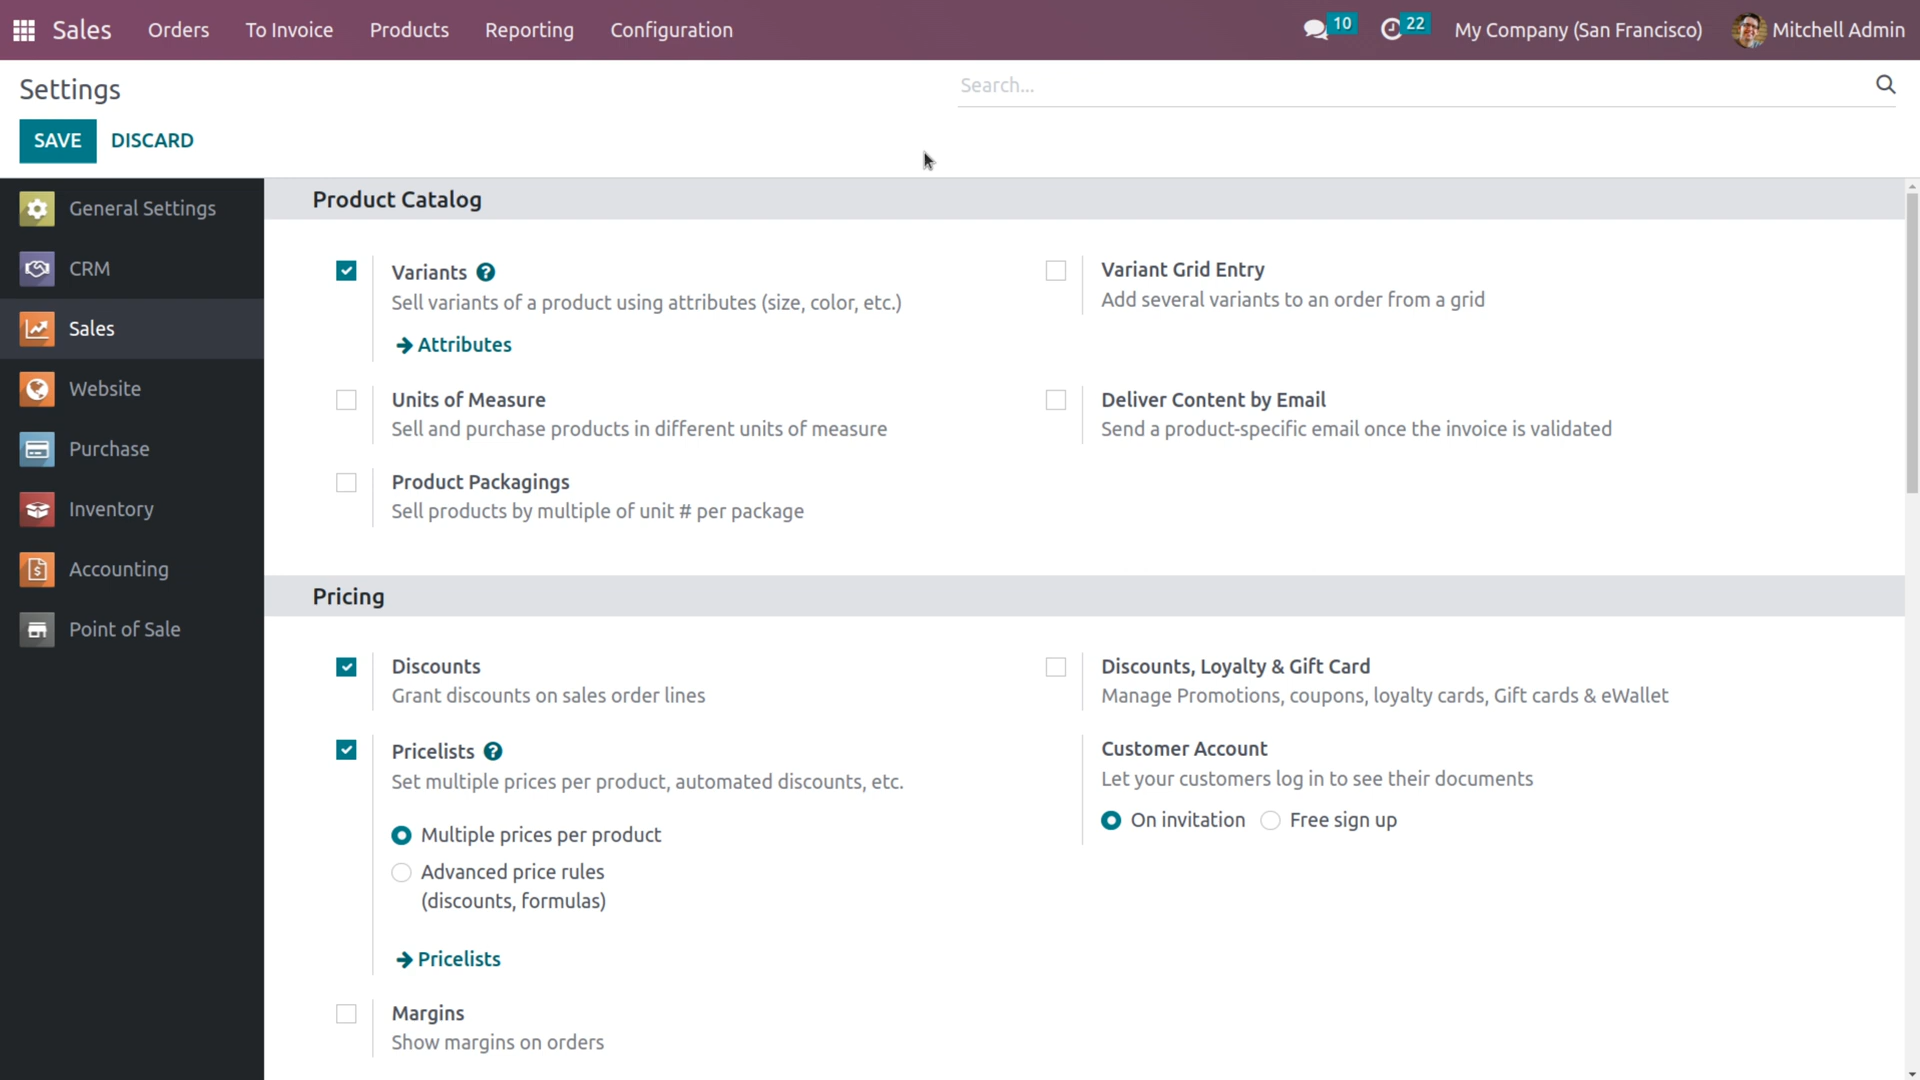 Sales Orders To Invoice Products Reporting Configuration 10 22 My Company (San Francisco) Mitchell Admin
Settings
Search...
SAVE DISCARD
General Settings
CRM
Sales
Website
Purchase
Inventory
Accounting
Point of Sale
Product Catalog
Variants ?
Sell variants of a product using attributes (size, color, etc.)
Attributes
Variant Grid Entry
Add several variants to an order from a grid
Units of Measure
Sell and purchase products in different units of measure
Deliver Content by Email
Send a product-specific email once the invoice is validated
Product Packagings
Sell products by multiple of unit # per package
Pricing
Discounts
Grant discounts on sales order lines
Discounts, Loyalty & Gift Card
Manage Promotions, coupons, loyalty cards, Gift cards & eWallet
Pricelists ?
Set multiple prices per product, automated discounts, etc.
Multiple prices per product
Advanced price rules
(discounts, formulas)
Pricelists
Customer Account
Let your customers log in to see their documents
On invitation Free sign up
Margins
Show margins on orders